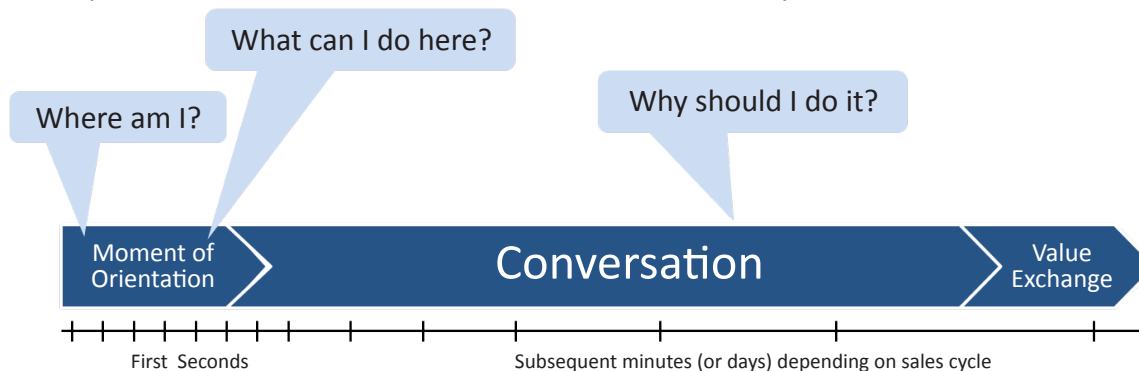 What can I do here?
Where am I?
Why should I do it?
Moment of
Orientation
Conversation
Value
Exchange
First Seconds
Subsequent minutes (or days) depending on sales cycle